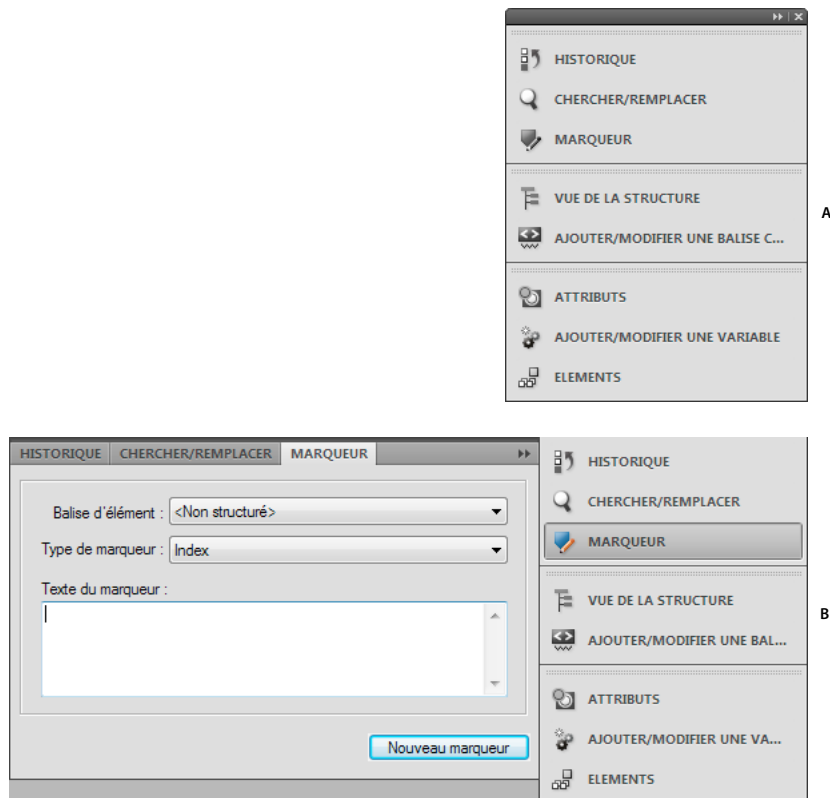 HISTORIQUE
CHERCHER/REMPLACER
MARQUEUR
VUE DE LA STRUCTURE
A
AJOUTER/MODIFIER UNE BALISE C...
ATTRIBUTS
AJOUTER/MODIFIER UNE VARIABLE
ELEMENTS
HISTORIQUE CHERCHER/REMPLACER MARQUEUR
Balise d'élément : <Non structuré>
Type de marqueur : Index
Texte du marqueur :
Nouveau marqueur
HISTORIQUE
CHERCHER/REMPLACER
MARQUEUR
VUE DE LA STRUCTURE
B
AJOUTER/MODIFIER UNE BAL...
ATTRIBUTS
AJOUTER/MODIFIER UNE VA...
ELEMENTS